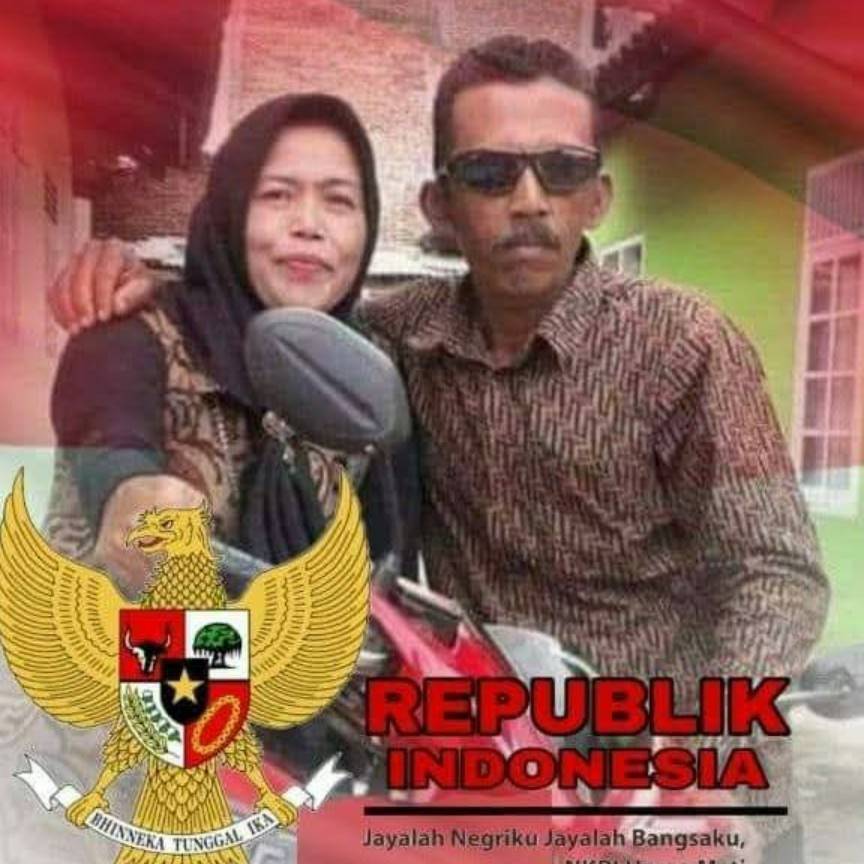 BHINNEKA TUNGGAL IKA
REPUBLIK
INDONESIA
Jayalah Negriku Jayalah Bangsaku,